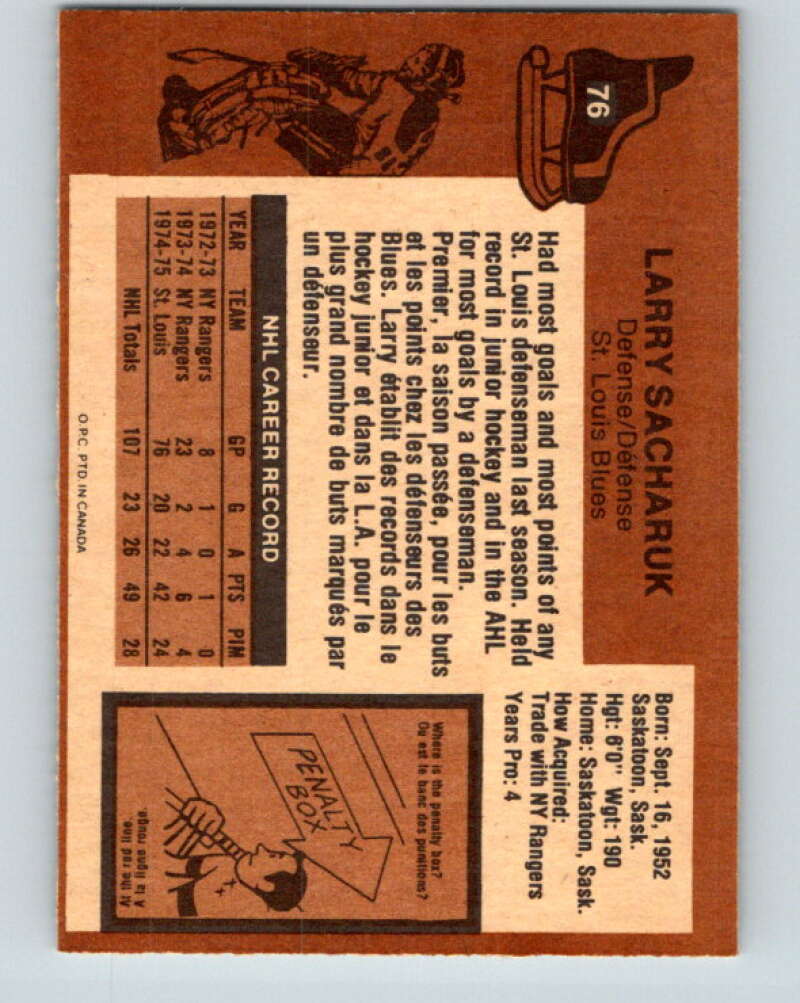 76
LARRY SACHARUK
Defense/Défense
St. Louis Blues
Born: Sept. 16, 1952
Saskatoon, Sask.
Hgt: 6'0" Wgt: 190
Home: Saskatoon, Sask.
How Acquired:
Trade with NY Rangers
Years Pro: 4
Had most goals and most points of any
St. Louis defenseman last season. Held
record in junior hockey and in the AHL
for most goals by a defenseman.
Premier, la saison passée, pour les buts
et les points chez les défenseurs des
Blues. Larry établit des records dans le
hockey junior et dans la L.A. pour le
plus grand nombre de buts marqués par
un défenseur.
NHL CAREER RECORD
YEAR TEAM GP G A PTS PIM
1972-73 NY Rangers 8 1 0 1 0
1973-74 NY Rangers 23 2 4 6 4
1974-75 St. Louis 76 20 22 42 24
NHL Totals 107 23 26 49 28
Where is the penalty box?
Où est le banc des punitions?
PENALTY
BOX
At the red line.
A la ligne rouge
O.P.C. PTD. IN CANADA